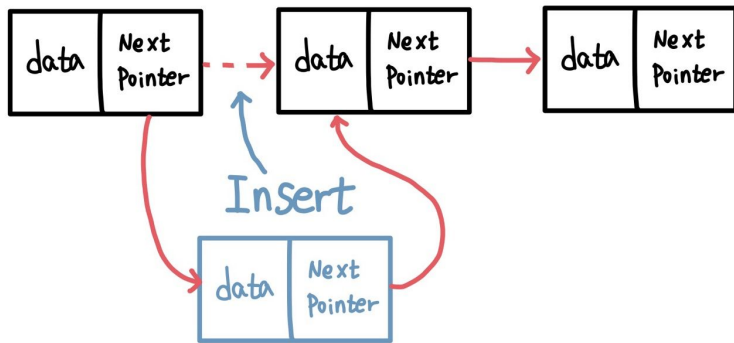 data
Next
Pointer
data
Next
Pointer
data
Next
Pointer
Insert
data
Next
Pointer